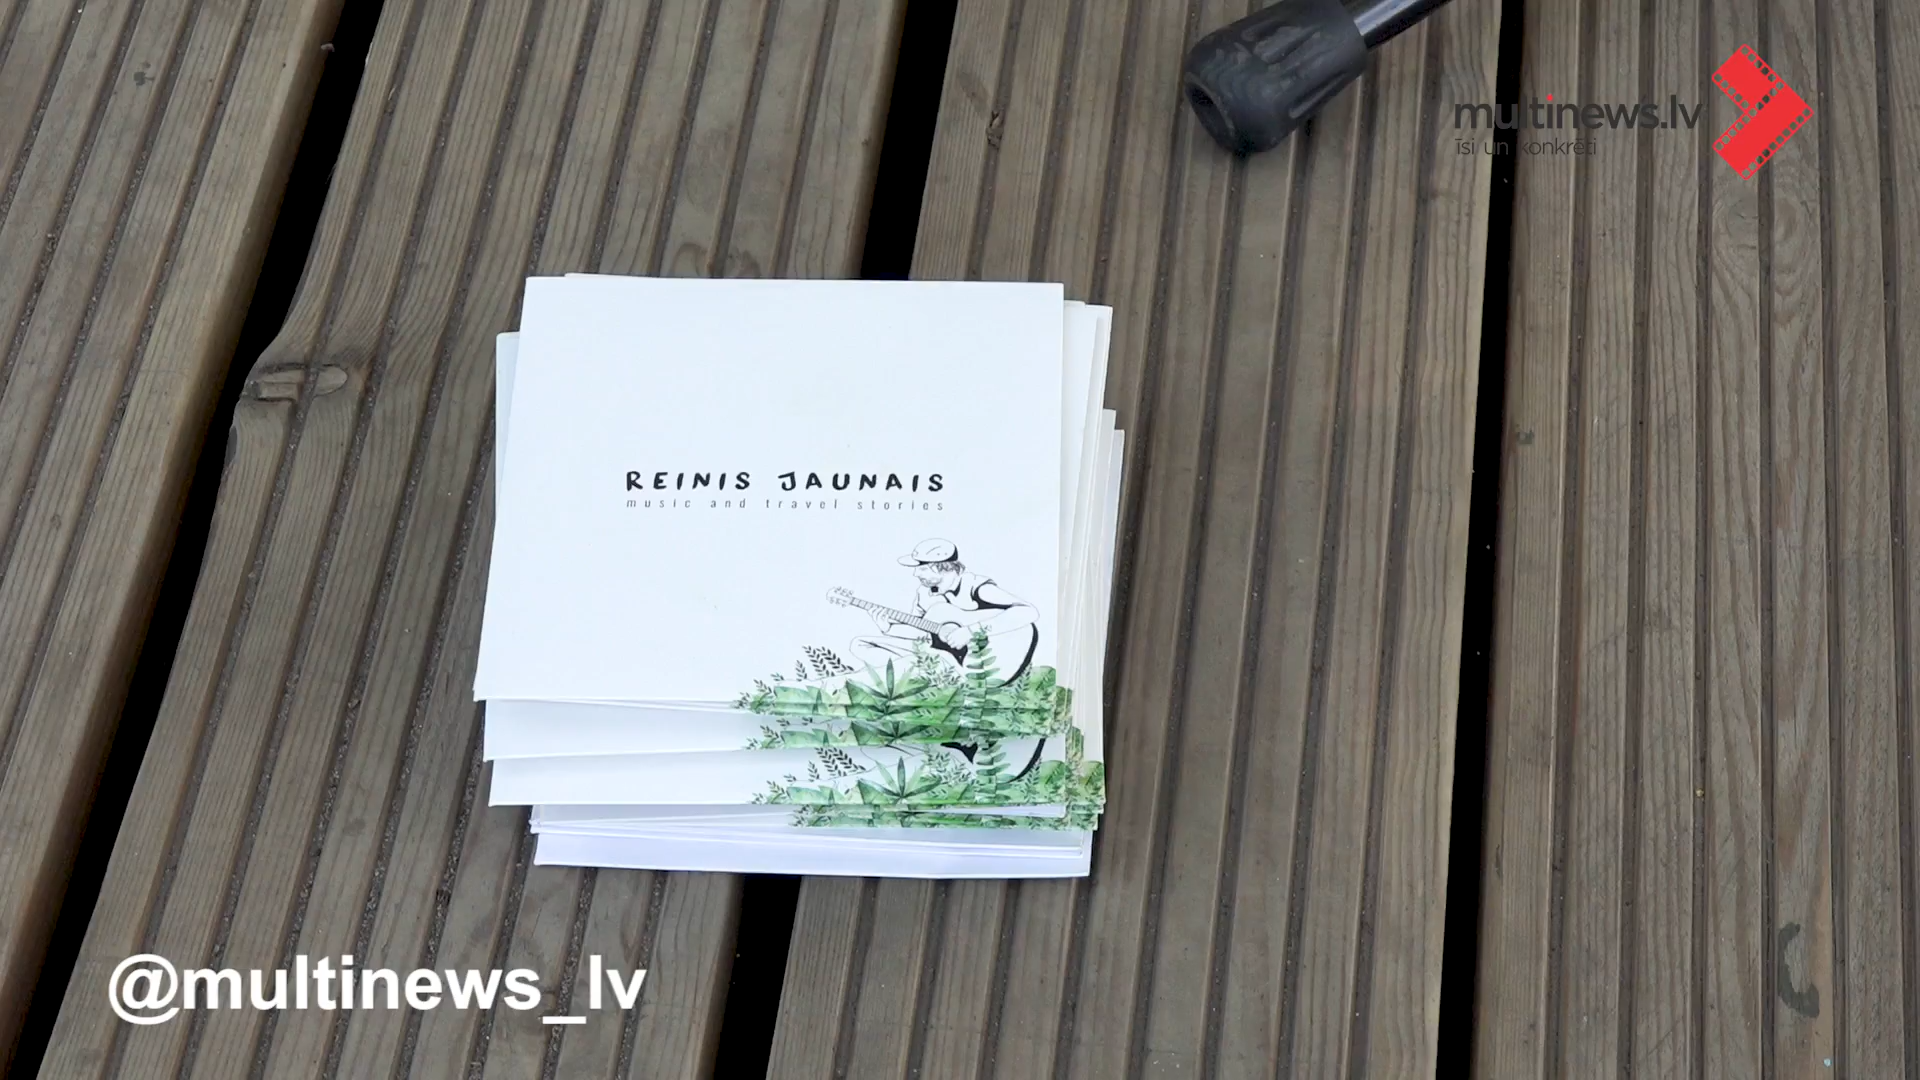 multinews.lv
īsi un konkrēti
REINIS JAUNAIS
music and travel stories
@multinews_lv